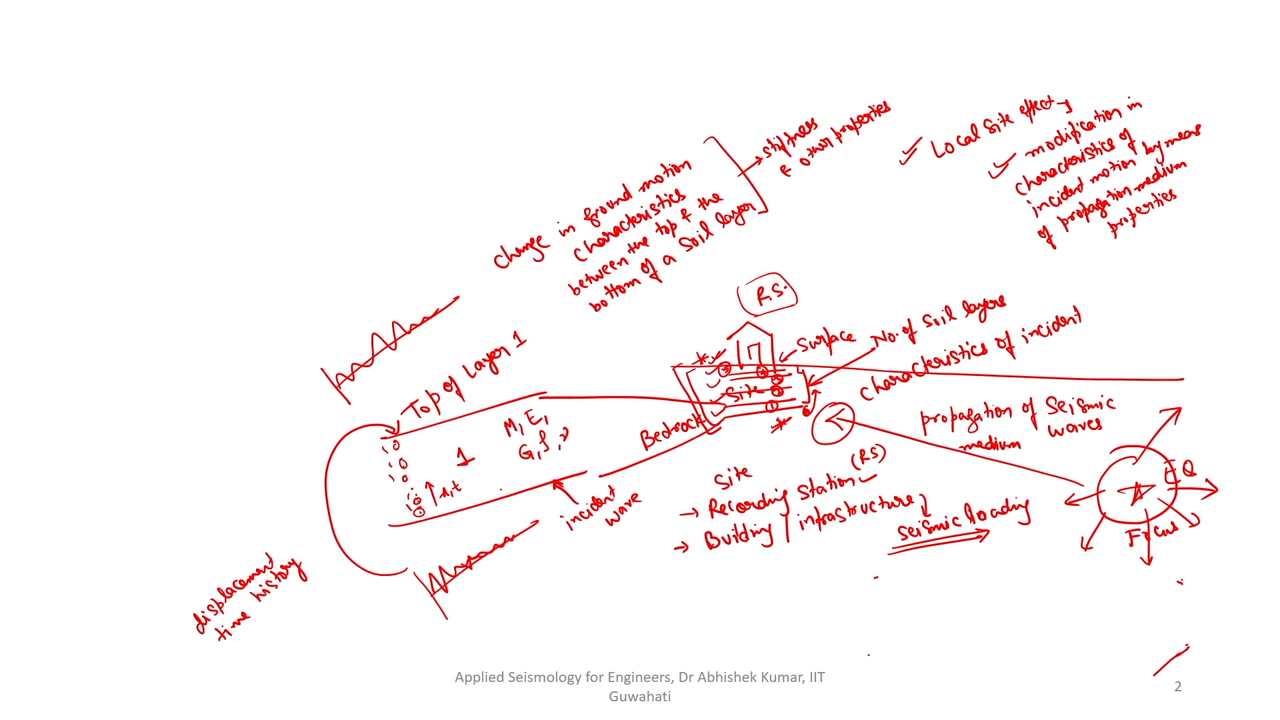 change in ground motion
characteristics
between the top & the
bottom of a soil layer
stiffness
& other properties
Local site effect
modification in
characteristics of
incident motion by means
of propagation medium
properties
R.S.
Surface
No. of Soil layers
characteristics of incident
Site
Bedrock
propagation of seismic
waves
medium
EQ
Focus
Top of Layer 1
1
M, E,
G, ρ, ν
incident
wave
displacement
time history
Site
→ Recording Station (RS)
→ Building / infrastructure
seismic loading
Applied Seismology for Engineers, Dr Abhishek Kumar, IIT
Guwahati
2